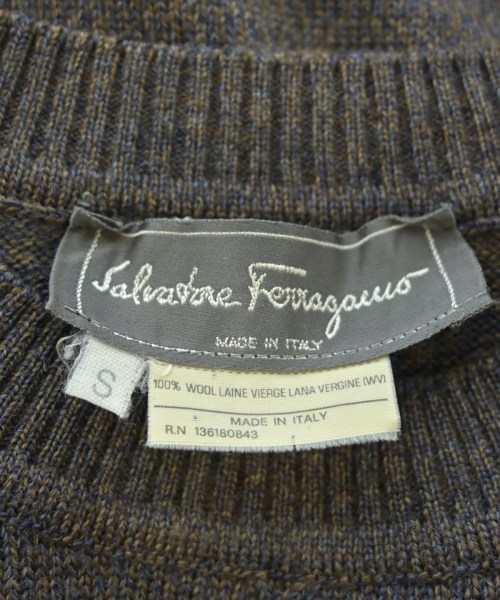 Salvatore Ferragamo
MADE IN ITALY
S
100% WOOL LAINE VIERGE LANA VERGINE (WV)
MADE IN ITALY
R.N 136180843